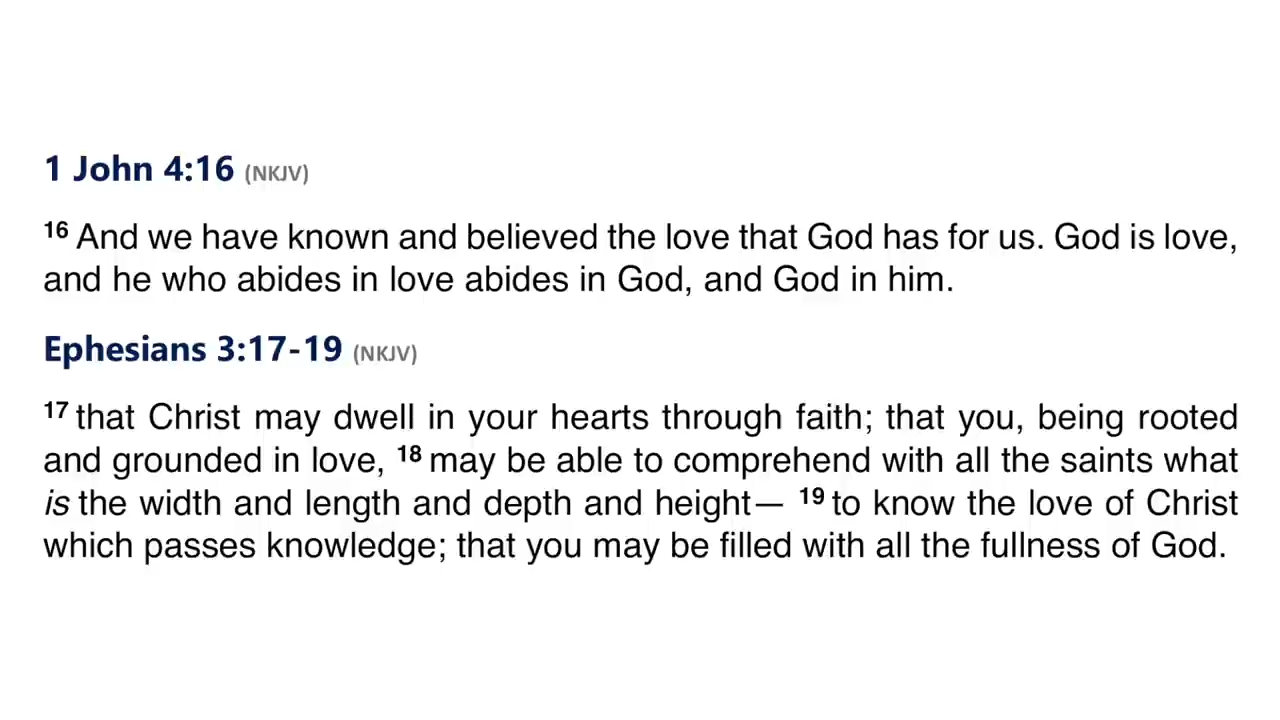 1 John 4:16 (NKJV)
16 And we have known and believed the love that God has for us. God is love,
and he who abides in love abides in God, and God in him.
Ephesians 3:17-19 (NKJV)
17 that Christ may dwell in your hearts through faith; that you, being rooted
and grounded in love, 18 may be able to comprehend with all the saints what
is the width and length and depth and height— 19 to know the love of Christ
which passes knowledge; that you may be filled with all the fullness of God.